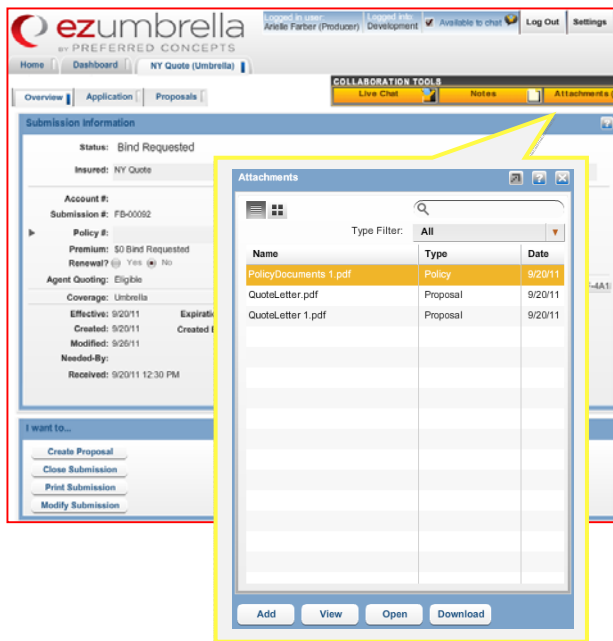 ezumbrella
BY PREFERRED CONCEPTS
Logged in user: Logged into:
Arielle Farber (Producer) Development Available to chat Log Out Settings
Home Dashboard NY Quote (Umbrella)
COLLABORATION TOOLS
Overview Application Proposals Live Chat Notes Attachments (
Submission Information
Status: Bind Requested
Insured: NY Quote
Account #:
Submission #: FB-00092
Policy #:
Premium: $0 Bind Requested
Renewal? Yes No
Agent Quoting: Eligible
Coverage: Umbrella
Effective: 9/20/11 Expirati
Created: 9/20/11 Created
Modified: 9/26/11
Needed-By:
Received: 9/20/11 12:30 PM
I want to...
Create Proposal
Close Submission
Print Submission
Modify Submission
Attachments
Type Filter: All
Name Type Date
PolicyDocuments 1.pdf Policy 9/20/11
QuoteLetter.pdf Proposal 9/20/11
QuoteLetter 1.pdf Proposal 9/20/11
Add View Open Download